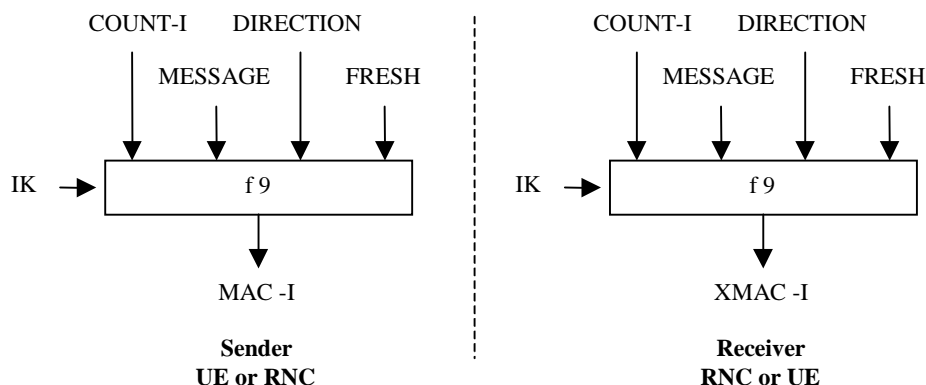 COUNT-I DIRECTION
MESSAGE FRESH
IK
f 9
MAC -I
Sender
UE or RNC
COUNT-I DIRECTION
MESSAGE FRESH
IK
f 9
XMAC -I
Receiver
RNC or UE